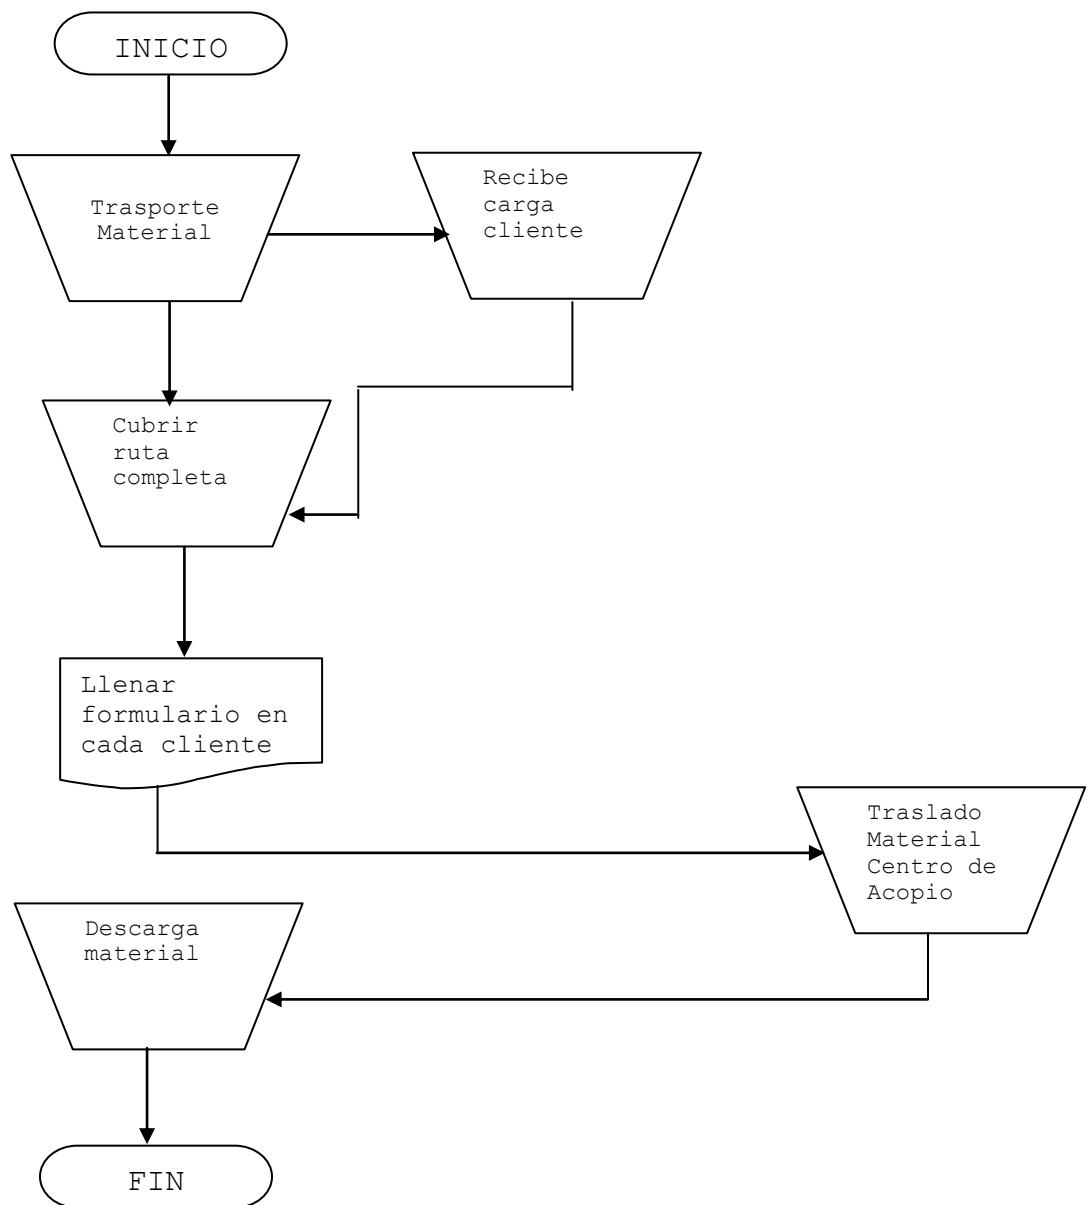 INICIO
Trasporte
Material
Recibe
carga
cliente
Cubrir
ruta
completa
Llenar
formulario en
cada cliente
Traslado
Material
Centro de
Acopio
Descarga
material
FIN